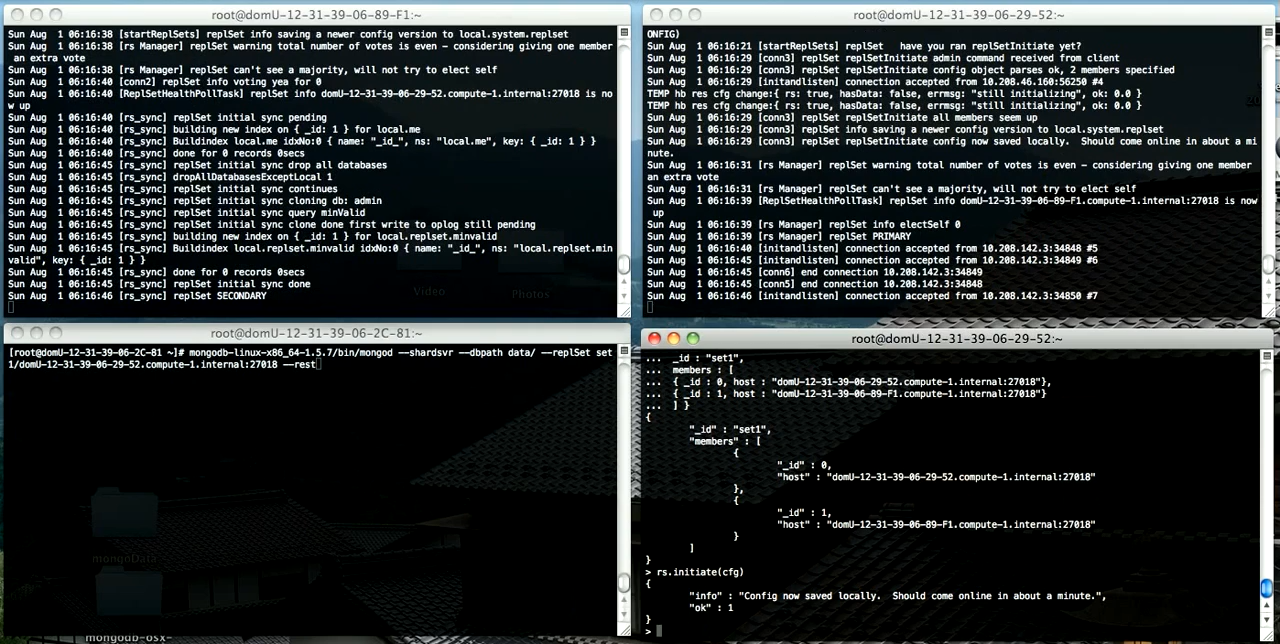 root@domU-12-31-39-06-89-F1:~
Sun Aug  1 06:16:38 [startReplSets] replSet info saving a newer config version to local.system.replset
Sun Aug  1 06:16:38 [rs Manager] replSet warning total number of votes is even - considering giving one member
an extra vote
Sun Aug  1 06:16:38 [rs Manager] replSet can't see a majority, will not try to elect self
Sun Aug  1 06:16:40 [conn2] replSet info voting yea for 0
Sun Aug  1 06:16:40 [ReplSetHealthPollTask] replSet info domU-12-31-39-06-29-52.compute-1.internal:27018 is no
w up
Sun Aug  1 06:16:40 [rs_sync] replSet initial sync pending
Sun Aug  1 06:16:40 [rs_sync] building new index on { _id: 1 } for local.me
Sun Aug  1 06:16:40 [rs_sync] Buildindex local.me idxNo:0 { name: "_id_", ns: "local.me", key: { _id: 1 } }
Sun Aug  1 06:16:40 [rs_sync] done for 0 records 0secs
Sun Aug  1 06:16:45 [rs_sync] replSet initial sync drop all databases
Sun Aug  1 06:16:45 [rs_sync] dropAllDatabasesExceptLocal 1
Sun Aug  1 06:16:45 [rs_sync] replSet initial sync continues
Sun Aug  1 06:16:45 [rs_sync] replSet initial sync cloning db: admin
Sun Aug  1 06:16:45 [rs_sync] replSet initial sync query minValid
Sun Aug  1 06:16:45 [rs_sync] replSet sync clone done first write to oplog still pending
Sun Aug  1 06:16:45 [rs_sync] building new index on { _id: 1 } for local.replset.minvalid
Sun Aug  1 06:16:45 [rs_sync] Buildindex local.replset.minvalid idxNo:0 { name: "_id_", ns: "local.replset.min
valid", key: { _id: 1 } }
Sun Aug  1 06:16:45 [rs_sync] done for 0 records 0secs
Sun Aug  1 06:16:45 [rs_sync] replSet initial sync done
Sun Aug  1 06:16:46 [rs_sync] replSet SECONDARY
Video
Photos
root@domU-12-31-39-06-29-52:~
ONFIG)
Sun Aug  1 06:16:21 [startReplSets] replSet   have you ran replSetInitiate yet?
Sun Aug  1 06:16:29 [conn3] replSet replSetInitiate admin command received from client
Sun Aug  1 06:16:29 [conn3] replSet replSetInitiate config object parses ok, 2 members specified
Sun Aug  1 06:16:29 [initandlisten] connection accepted from 10.208.46.160:56250 #4
TEMP hb res cfg change:{ rs: true, hasData: false, errmsg: "still initializing", ok: 0.0 }
TEMP hb res cfg change:{ rs: true, hasData: false, errmsg: "still initializing", ok: 0.0 }
Sun Aug  1 06:16:29 [conn3] replSet replSetInitiate all members seem up
Sun Aug  1 06:16:29 [conn3] replSet info saving a newer config version to local.system.replset
Sun Aug  1 06:16:29 [conn3] replSet replSetInitiate config now saved locally.  Should come online in about a mi
nute.
Sun Aug  1 06:16:31 [rs Manager] replSet warning total number of votes is even - considering giving one member
an extra vote
Sun Aug  1 06:16:31 [rs Manager] replSet can't see a majority, will not try to elect self
Sun Aug  1 06:16:39 [ReplSetHealthPollTask] replSet info domU-12-31-39-06-89-F1.compute-1.internal:27018 is now
up
Sun Aug  1 06:16:39 [rs Manager] replSet info electSelf 0
Sun Aug  1 06:16:39 [rs Manager] replSet PRIMARY
Sun Aug  1 06:16:40 [initandlisten] connection accepted from 10.208.142.3:34848 #5
Sun Aug  1 06:16:40 [initandlisten] connection accepted from 10.208.142.3:34849 #6
Sun Aug  1 06:16:46 [conn6] end connection 10.208.142.3:34849
Sun Aug  1 06:16:46 [conn5] end connection 10.208.142.3:34848
Sun Aug  1 06:16:46 [initandlisten] connection accepted from 10.208.142.3:34850 #7
root@domU-12-31-39-06-2C-81:~
[root@domU-12-31-39-06-2C-81 ~]# mongodb-linux-x86_64-1.5.7/bin/mongod --shardsvr --dbpath data/ --replSet set
1/domU-12-31-39-06-29-52.compute-1.internal:27018 --rest
mongoData
mongodb-osx-
root@domU-12-31-39-06-29-52:~
...  _id : "set1",
...  members : [
...  { _id : 0, host : "domU-12-31-39-06-29-52.compute-1.internal:27018"},
...  { _id : 1, host : "domU-12-31-39-06-89-F1.compute-1.internal:27018"}
...  ] }
{
"_id" : "set1",
"members" : [
{
"_id" : 0,
"host" : "domU-12-31-39-06-29-52.compute-1.internal:27018"
},
{
"_id" : 1,
"host" : "domU-12-31-39-06-89-F1.compute-1.internal:27018"
}
]
}
> rs.initiate(cfg)
{
"info" : "Config now saved locally.  Should come online in about a minute.",
"ok" : 1
}
>